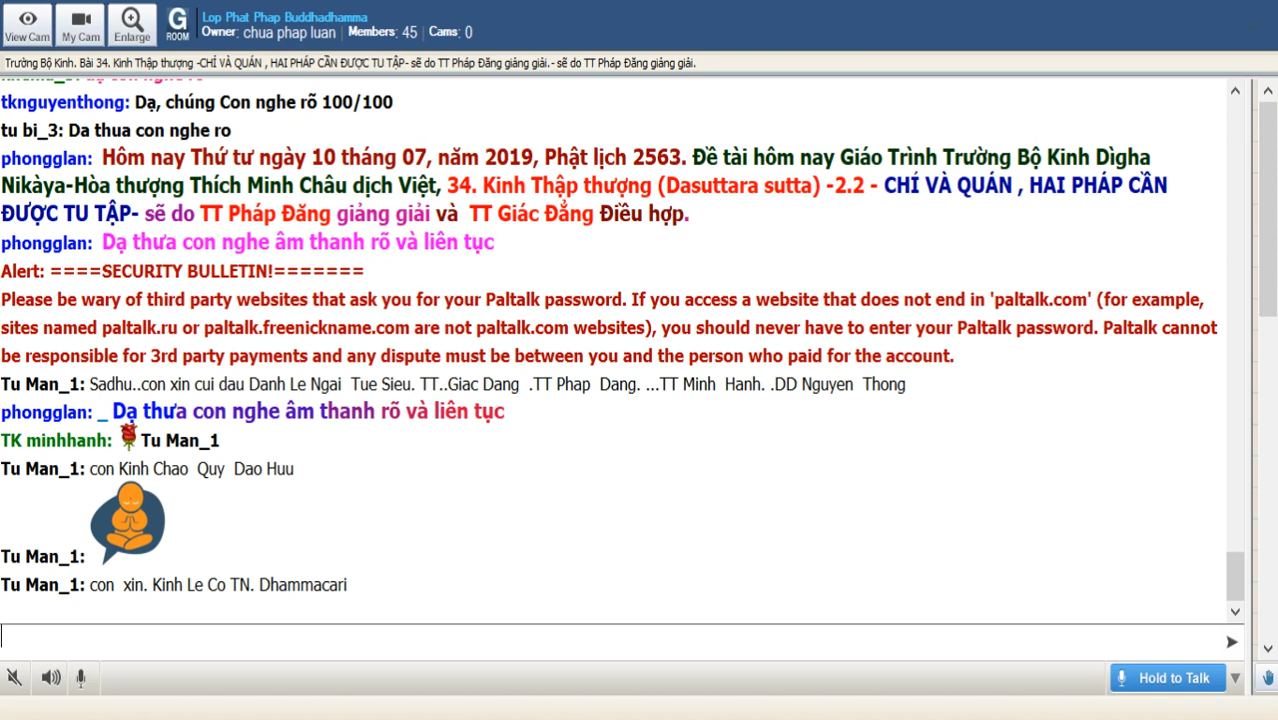 View Cam
My Cam
Enlarge
G
ROOM
Lop Phat Phap Buddhadhamma
Owner: chua phap luan | Members: 45 | Cams: 0
Trường Bộ Kinh. Bài 34. Kinh Thập thượng -CHỈ VÀ QUÁN , HAI PHÁP CẦN ĐƯỢC TU TẬP- sẽ do TT Pháp Đăng giảng giải.- sẽ do TT Pháp Đăng giảng giải.
tknguyenthong: Dạ, chúng Con nghe rõ 100/100
tu bi_3: Da thua con nghe ro
phongglan: Hôm nay Thứ tư ngày 10 tháng 07, năm 2019, Phật lịch 2563. Đề tài hôm nay Giáo Trình Trường Bộ Kinh Dìgha
Nikàya-Hòa thượng Thích Minh Châu dịch Việt, 34. Kinh Thập thượng (Dasuttara sutta) -2.2 - CHỈ VÀ QUÁN , HAI PHÁP CẦN
ĐƯỢC TU TẬP- sẽ do TT Pháp Đăng giảng giải và TT Giác Đẳng Điều hợp.
phongglan: Dạ thưa con nghe âm thanh rõ và liên tục
Alert: ====SECURITY BULLETIN!=======
Please be wary of third party websites that ask you for your Paltalk password. If you access a website that does not end in 'paltalk.com' (for example,
sites named paltalk.ru or paltalk.freenickname.com are not paltalk.com websites), you should never have to enter your Paltalk password. Paltalk cannot
be responsible for 3rd party payments and any dispute must be between you and the person who paid for the account.
Tu Man_1: Sadhu..con xin cui dau Danh Le Ngai Tue Sieu. TT..Giac Dang .TT Phap Dang. ...TT Minh Hanh. .DD Nguyen Thong
phongglan: _ Dạ thưa con nghe âm thanh rõ và liên tục
TK minhhanh: Tu Man_1
Tu Man_1: con Kinh Chao Quy Dao Huu
Tu Man_1:
Tu Man_1: con xin. Kinh Le Co TN. Dhammacari
Hold to Talk